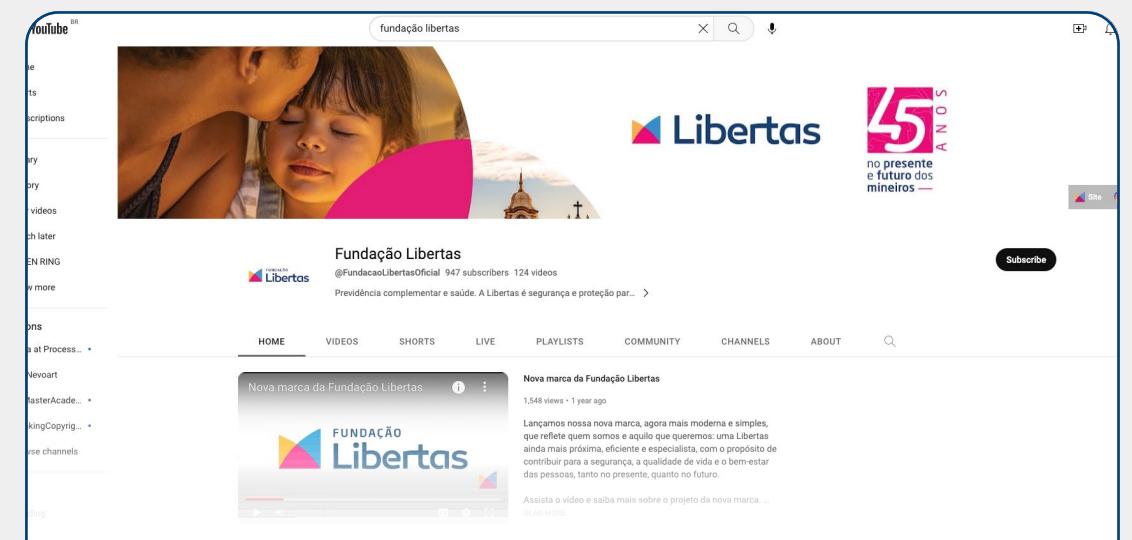 YouTube BR
fundação libertas
scriptions
videos
ch later
EN RING
w more
ons
a at Process...
Nevoart
MasterAcade...
kingCopyrig...
rse channels
Libertas
45 ANOS
no presente
e futuro dos
mineiros
Site
FUNDAÇÃO
Libertas
Fundação Libertas
@FundacaoLibertasOficial 947 subscribers 124 videos
Previdência complementar e saúde. A Libertas é segurança e proteção par...
Subscribe
HOME VIDEOS SHORTS LIVE PLAYLISTS COMMUNITY CHANNELS ABOUT
Nova marca da Fundação Libertas
FUNDAÇÃO
Libertas
Nova marca da Fundação Libertas
1,548 views • 1 year ago
Lançamos nossa nova marca, agora mais moderna e simples,
que reflete quem somos e aquilo que queremos: uma Libertas
ainda mais próxima, eficiente e especialista, com o propósito de
contribuir para a segurança, a qualidade de vida e o bem-estar
das pessoas, tanto no presente, quanto no futuro.
Assista o vídeo e saiba mais sobre o projeto da nova marca. ...
READ MORE